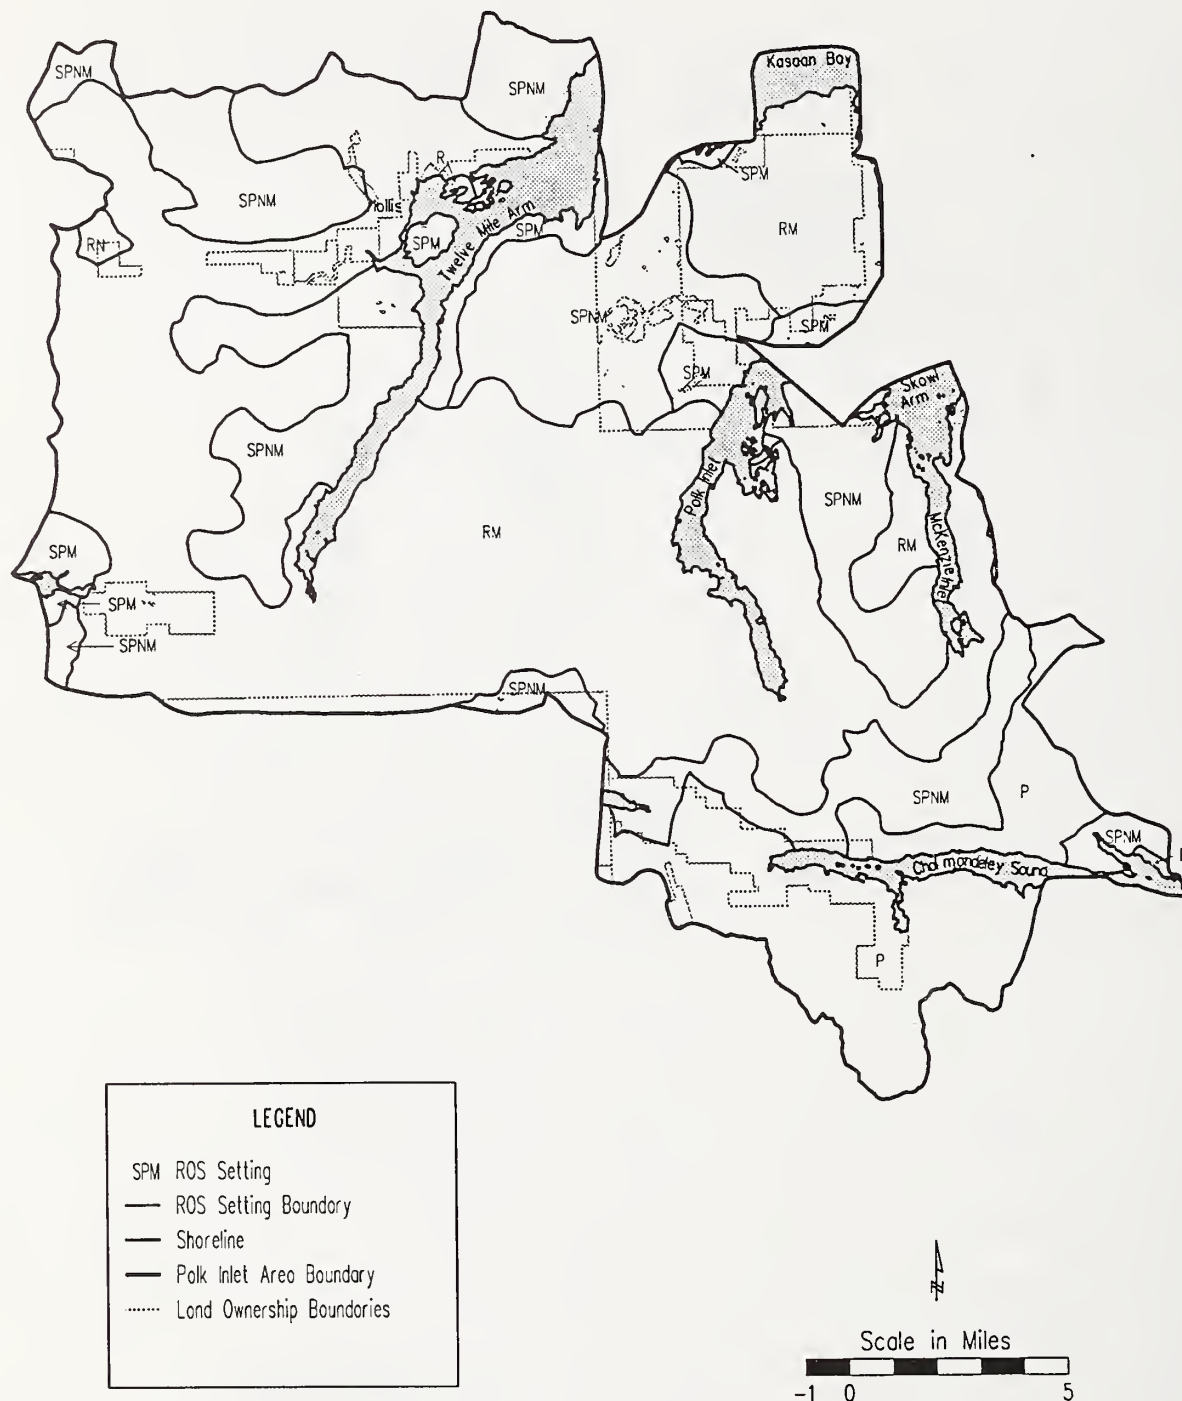 Kasaan Bay
SPNM
SPNM
R
SPM
SPNM
Hollis
RM
RN
SPM
Twelve Mile Arm
SPM
SPNM
SPM
SPM
Skowl
Arm
SPNM
Polk Inlet
SPNM
RM
RM
McKenzie Inlet
SPM
SPM
SPNM
SPNM
SPNM
P
SPNM
Cholmondeley Sound
P
LEGEND
SPM ROS Setting
ROS Setting Boundary
Shoreline
Polk Inlet Area Boundary
Land Ownership Boundaries
N
Scale in Miles
-1 0 5